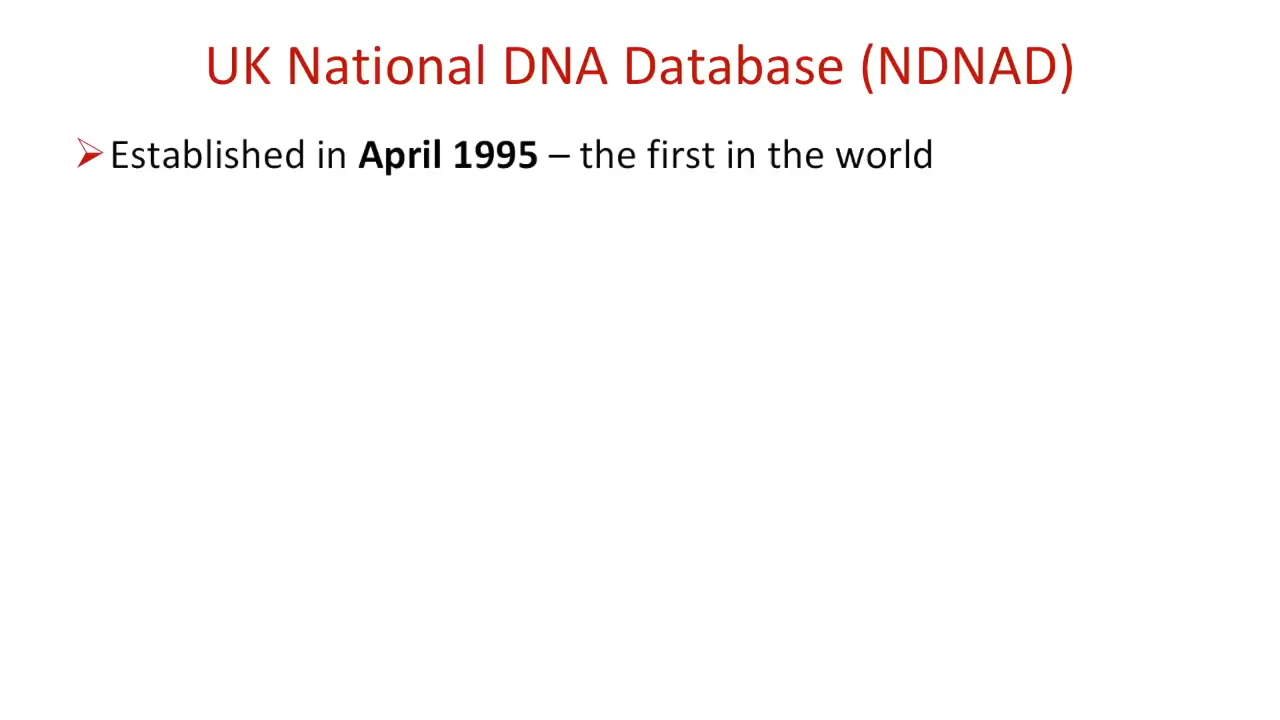 UK National DNA Database (NDNAD)
Established in April 1995 – the first in the world